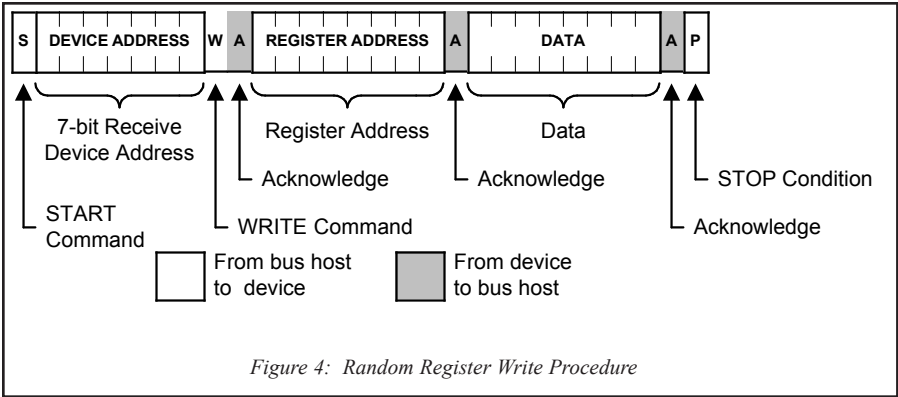 S DEVICE ADDRESS W A REGISTER ADDRESS A DATA A P
7-bit Receive
Device Address
Register Address
Data
Acknowledge
Acknowledge
STOP Condition
START
Command
WRITE Command
Acknowledge
From bus host
to device
From device
to bus host
Figure 4: Random Register Write Procedure